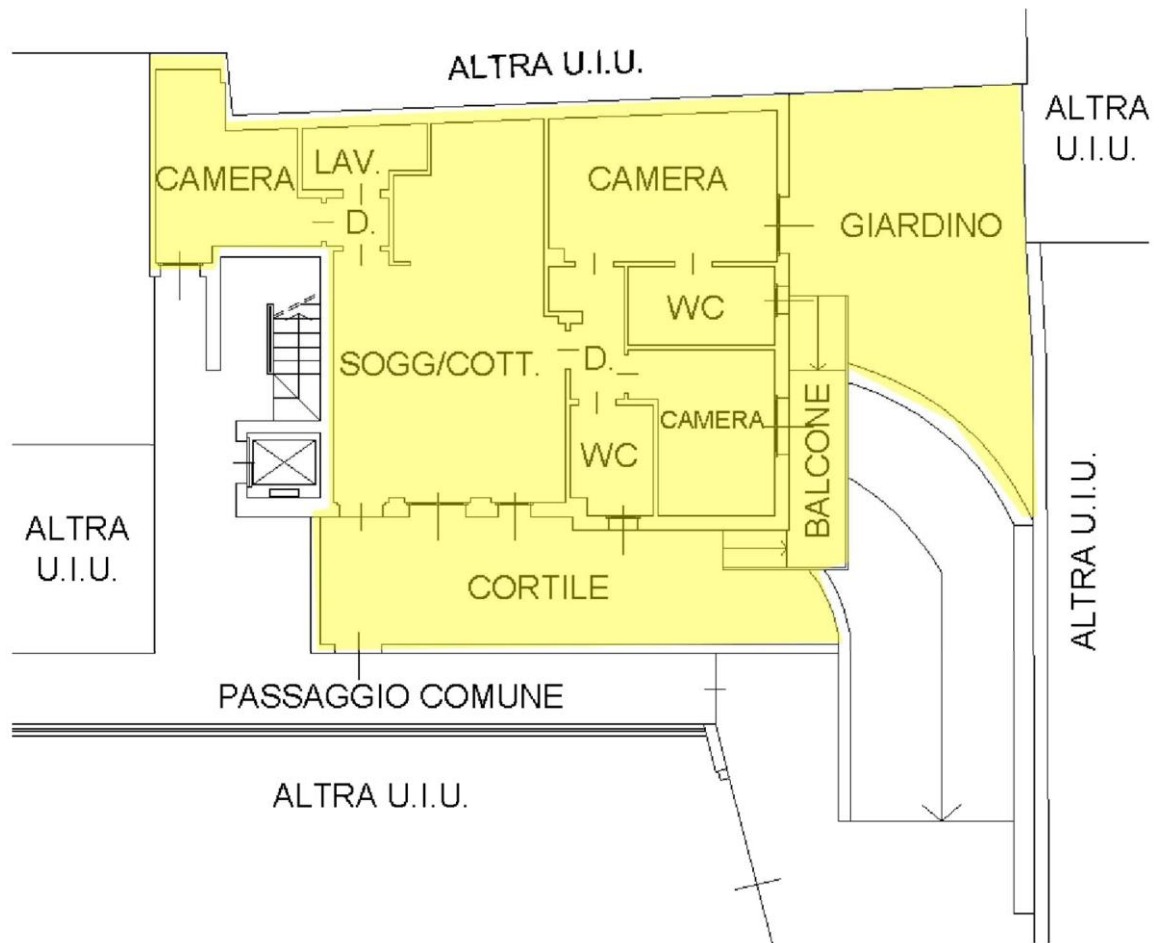 ALTRA U.I.U.
ALTRA
U.I.U.
CAMERA
LAV.
D.
CAMERA
GIARDINO
WC
SOGG/COTT.
D.
CAMERA
WC
BALCONE
ALTRA
U.I.U.
ALTRA U.I.U.
CORTILE
PASSAGGIO COMUNE
ALTRA U.I.U.